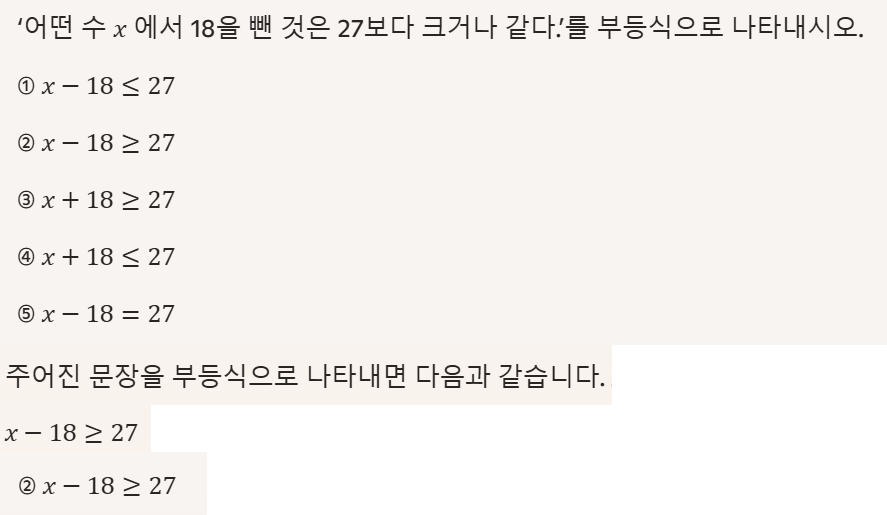 ‘어떤 수 x 에서 18을 뺀 것은 27보다 크거나 같다.’를 부등식으로 나타내시오.
① x − 18 ≤ 27
② x − 18 ≥ 27
③ x + 18 ≥ 27
④ x + 18 ≤ 27
⑤ x − 18 = 27
주어진 문장을 부등식으로 나타내면 다음과 같습니다.
x − 18 ≥ 27
② x − 18 ≥ 27